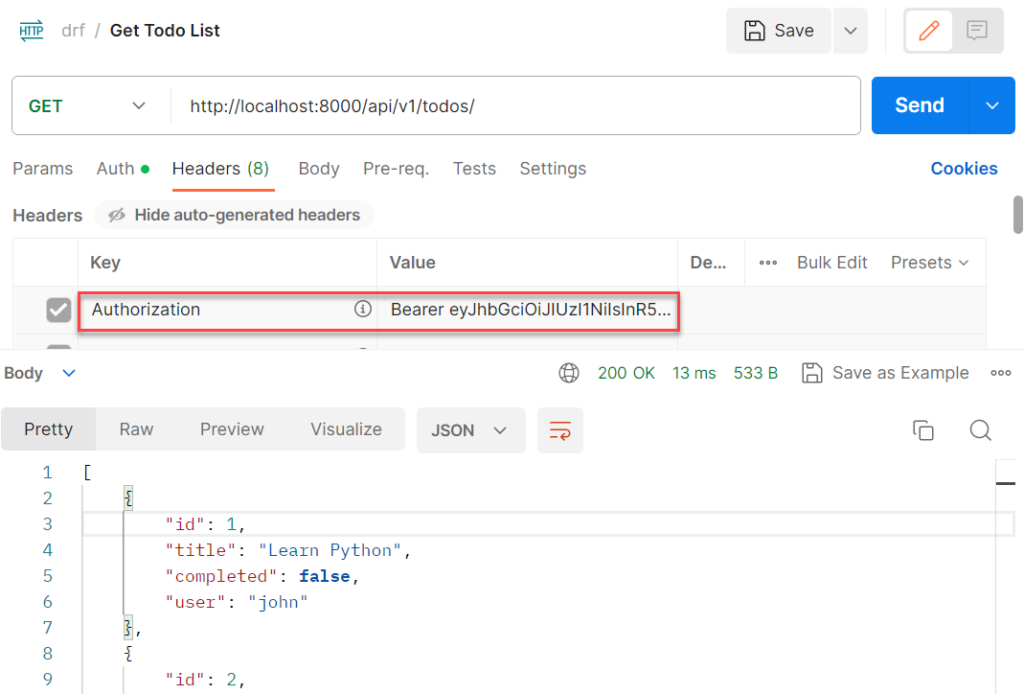 HTTP drf / Get Todo List Save
GET http://localhost:8000/api/v1/todos/ Send
Params Auth Headers (8) Body Pre-req. Tests Settings Cookies
Headers Hide auto-generated headers
Key Value De... Bulk Edit Presets
Authorization Bearer eyJhbGciOiJIUzI1NiIsInR5...
Body 200 OK 13 ms 533 B Save as Example
Pretty Raw Preview Visualize JSON
1 [
2 {
3 "id": 1,
4 "title": "Learn Python",
5 "completed": false,
6 "user": "john"
7 },
8 {
9 "id": 2,